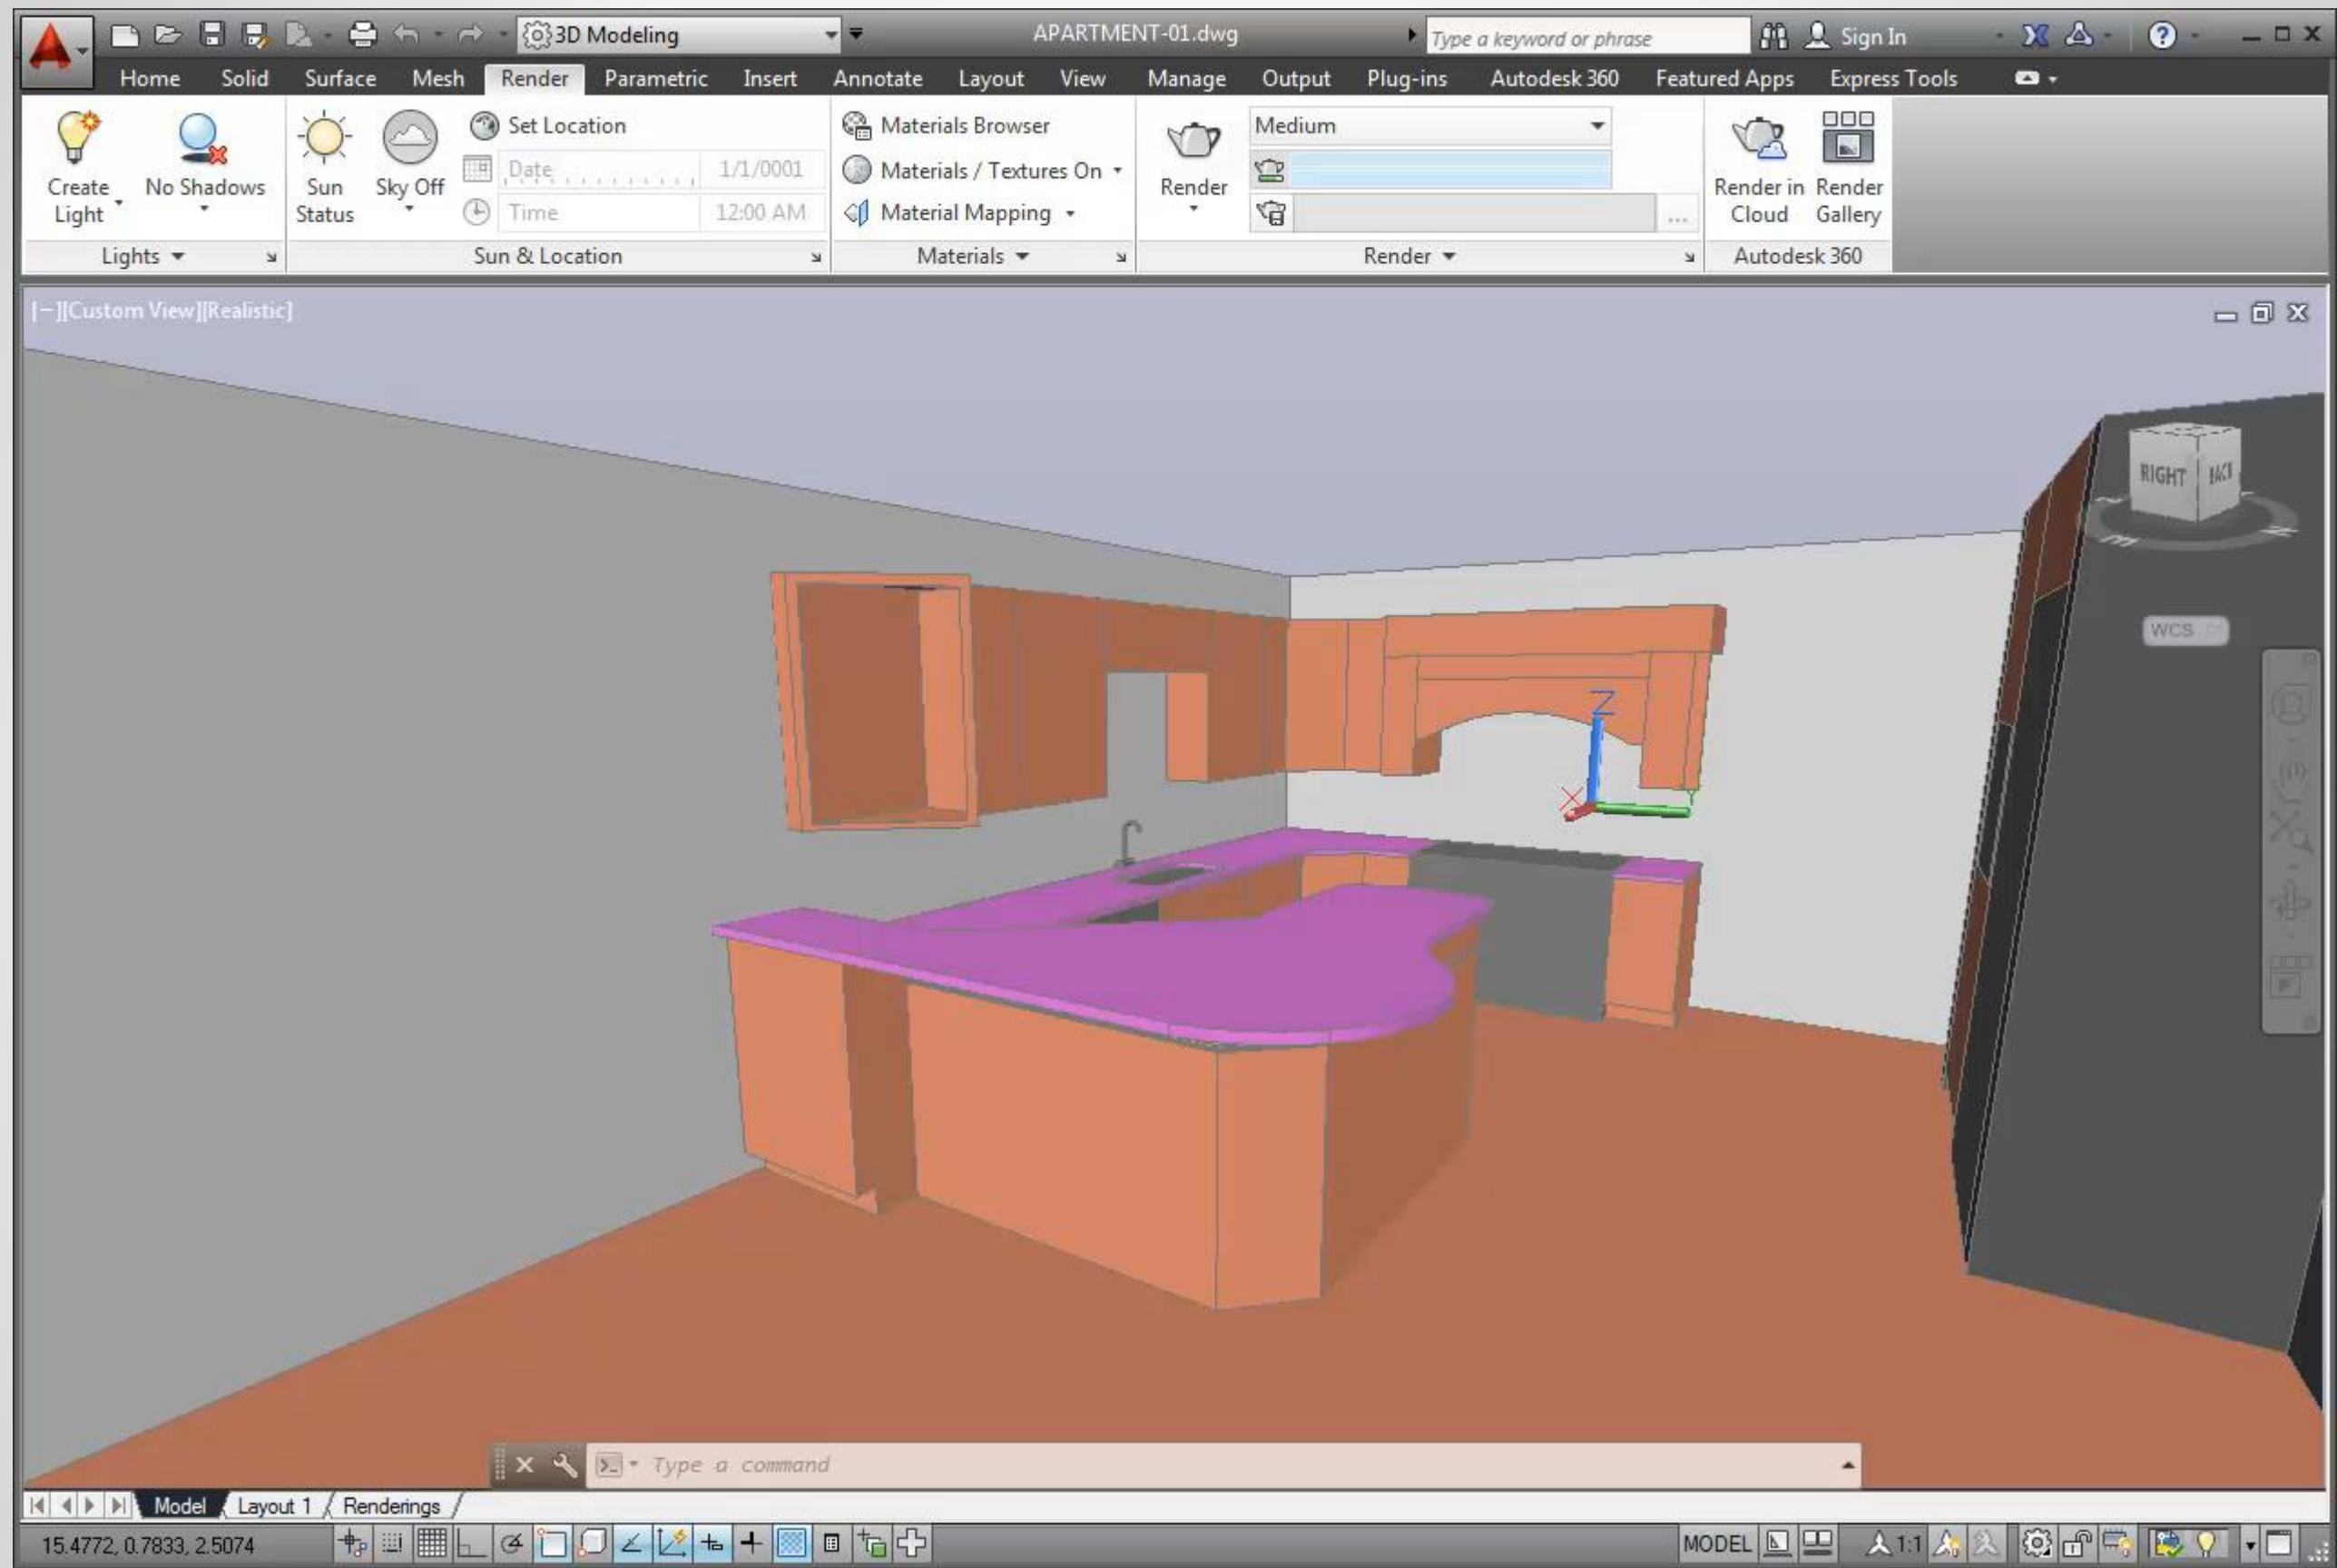 3D Modeling
APARTMENT-01.dwg
Type a keyword or phrase
Sign In
Home Solid Surface Mesh Render Parametric Insert Annotate Layout View Manage Output Plug-ins Autodesk 360 Featured Apps Express Tools
Create Light
No Shadows
Sun Status
Sky Off
Set Location
Date 1/1/0001
Time 12:00 AM
Materials Browser
Materials / Textures On
Material Mapping
Render
Medium
...
Render in Cloud
Render Gallery
Lights
Sun & Location
Materials
Render
Autodesk 360
[−][Custom View][Realistic]
RIGHT BACK
WCS
Z
X
Y
Type a command
Model Layout 1 Renderings
15.4772, 0.7833, 2.5074
MODEL
1:1